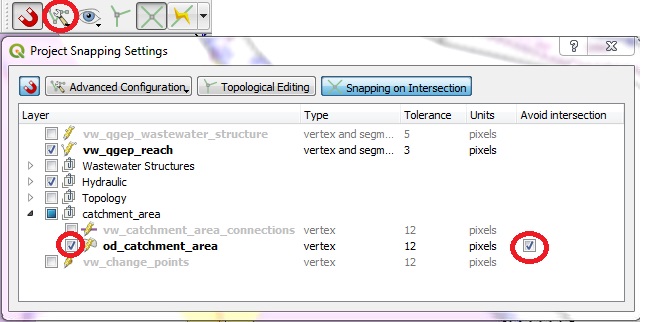 Project Snapping Settings
Advanced Configuration Topological Editing Snapping on Intersection
Layer Type Tolerance Units Avoid intersection
vw_qgep_wastewater_structure vertex and segm... 5 pixels
vw_qgep_reach vertex and segm... 3 pixels
Wastewater Structures
Hydraulic
Topology
catchment_area
vw_catchment_area_connections vertex 12 pixels
od_catchment_area vertex 12 pixels
vw_change_points vertex 12 pixels